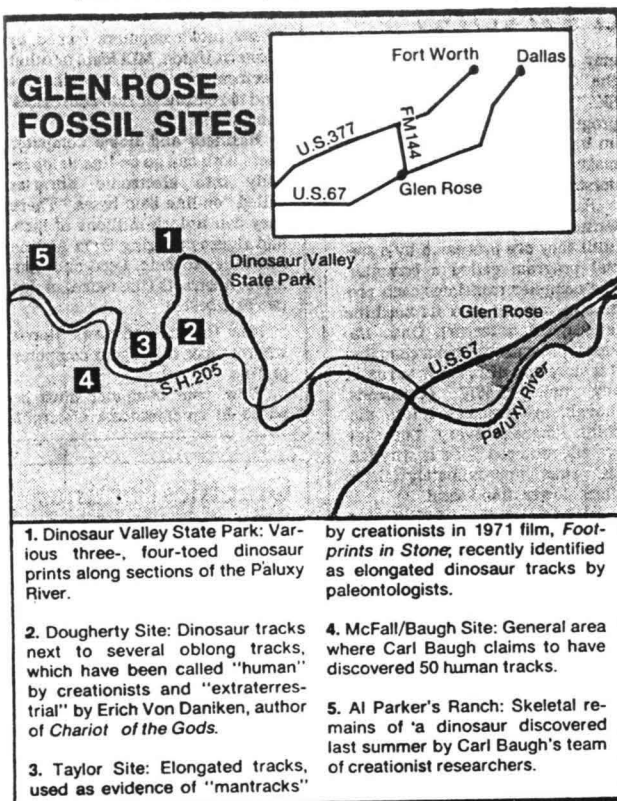 GLEN ROSE
FOSSIL SITES
Fort Worth
Dallas
U.S.377
FM144
U.S.67
Glen Rose
1
Dinosaur Valley
State Park
5
2
3
4
S.H.205
Glen Rose
U.S.67
Paluxy River
1. Dinosaur Valley State Park: Var-
ious three-, four-toed dinosaur
prints along sections of the Paluxy
River.
2. Dougherty Site: Dinosaur tracks
next to several oblong tracks,
which have been called "human"
by creationists and "extraterres-
trial" by Erich Von Daniken, author
of Chariot of the Gods.
3. Taylor Site: Elongated tracks,
used as evidence of "mantracks"
by creationists in 1971 film, Foot-
prints in Stone; recently identified
as elongated dinosaur tracks by
paleontologists.
4. McFall/Baugh Site: General area
where Carl Baugh claims to have
discovered 50 human tracks.
5. Al Parker's Ranch: Skeletal re-
mains of a dinosaur discovered
last summer by Carl Baugh's team
of creationist researchers.